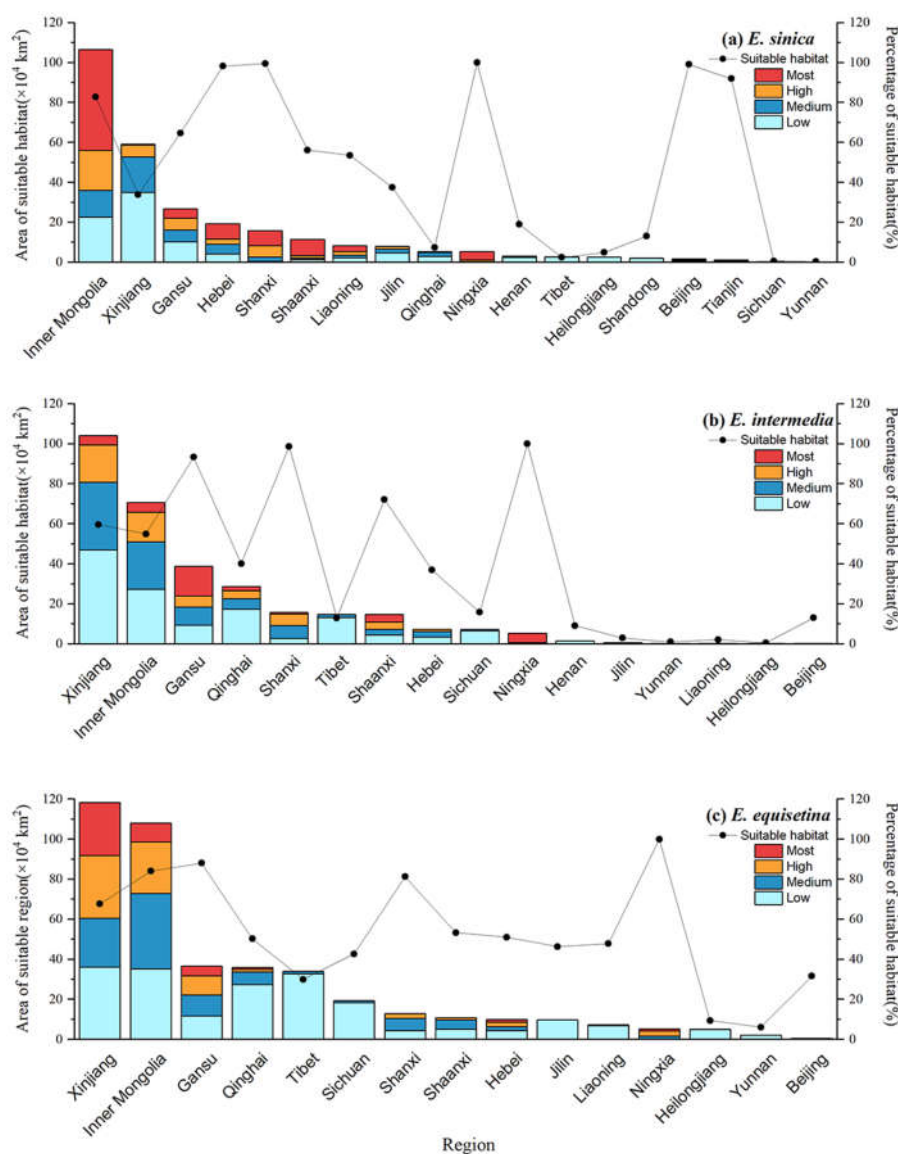 (a) E. sinica
Suitable habitat
Most
High
Medium
Low
Area of suitable habitat(×10⁴ km²)
Percentage of suitable habitat(%)
120
100
80
60
40
20
0
120
100
80
60
40
20
0
Inner Mongolia
Xinjiang
Gansu
Hebei
Shanxi
Shaanxi
Liaoning
Jilin
Qinghai
Ningxia
Henan
Tibet
Heilongjiang
Shandong
Beijing
Tianjin
Sichuan
Yunnan
(b) E. intermedia
Suitable habitat
Most
High
Medium
Low
Area of suitable habitat(×10⁴ km²)
Percentage of suitable habitat(%)
120
100
80
60
40
20
0
120
100
80
60
40
20
0
Xinjiang
Inner Mongolia
Gansu
Qinghai
Shanxi
Tibet
Shaanxi
Hebei
Sichuan
Ningxia
Henan
Jilin
Yunnan
Liaoning
Heilongjiang
Beijing
(c) E. equisetina
Suitable habitat
Most
High
Medium
Low
Area of suitable region(×10⁴ km²)
Percentage of suitable habitat(%)
120
100
80
60
40
20
0
120
100
80
60
40
20
0
Xinjiang
Inner Mongolia
Gansu
Qinghai
Tibet
Sichuan
Shanxi
Shaanxi
Hebei
Jilin
Liaoning
Ningxia
Heilongjiang
Yunnan
Beijing
Region